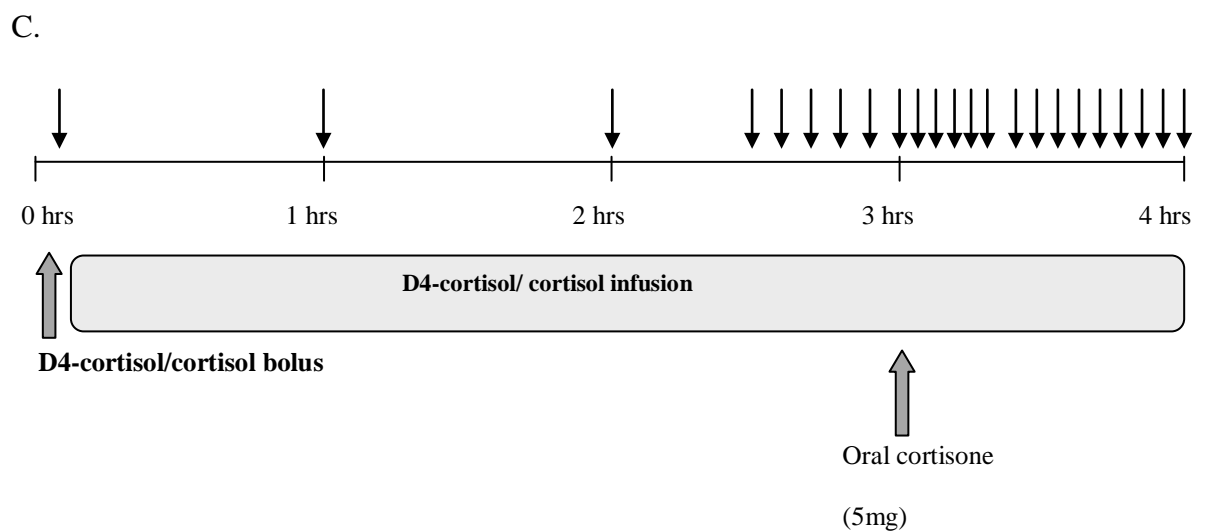 C.
0 hrs 1 hrs 2 hrs 3 hrs 4 hrs
D4-cortisol/ cortisol infusion
D4-cortisol/cortisol bolus
Oral cortisone
(5mg)